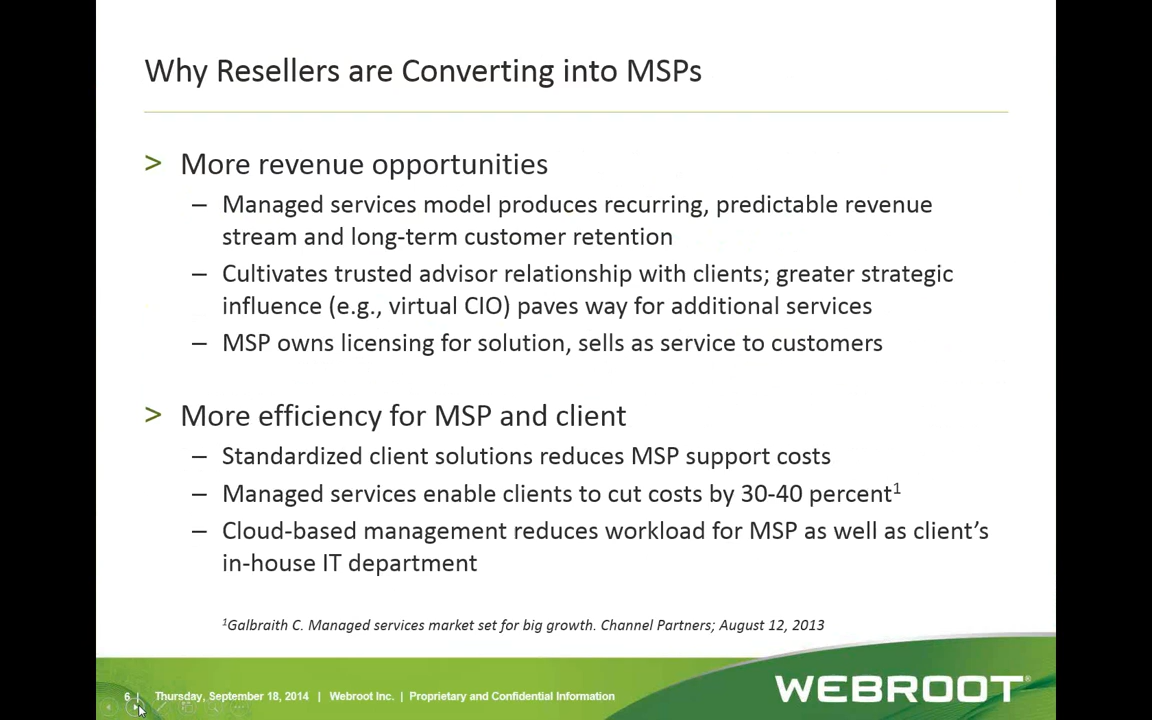 Why Resellers are Converting into MSPs
> More revenue opportunities
– Managed services model produces recurring, predictable revenue
stream and long-term customer retention
– Cultivates trusted advisor relationship with clients; greater strategic
influence (e.g., virtual CIO) paves way for additional services
– MSP owns licensing for solution, sells as service to customers
> More efficiency for MSP and client
– Standardized client solutions reduces MSP support costs
– Managed services enable clients to cut costs by 30-40 percent¹
– Cloud-based management reduces workload for MSP as well as client’s
in-house IT department
¹Galbraith C. Managed services market set for big growth. Channel Partners; August 12, 2013
6 | Thursday, September 18, 2014 | Webroot Inc. | Proprietary and Confidential Information
WEBROOT®